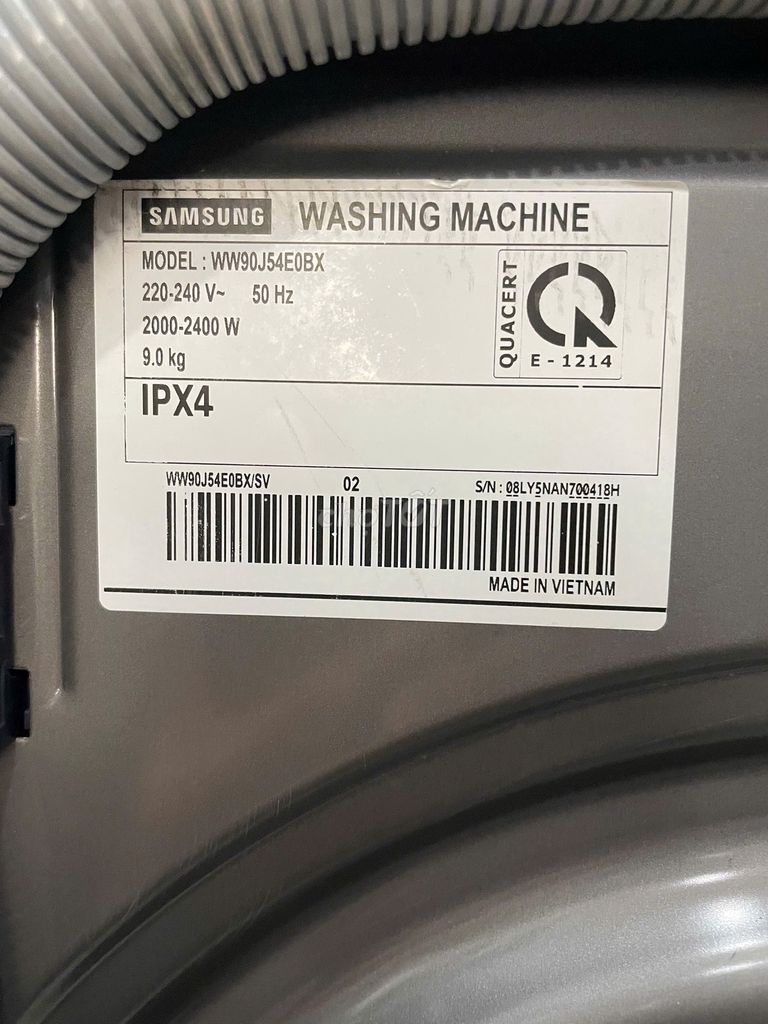 SAMSUNG WASHING MACHINE
MODEL : WW90J54E0BX
220-240 V~ 50 Hz
2000-2400 W
9.0 kg
QUACERT
E - 1214
IPX4
WW90J54E0BX/SV 02 S/N : 08LY5NAN700418H
chợTỐT
MADE IN VIETNAM